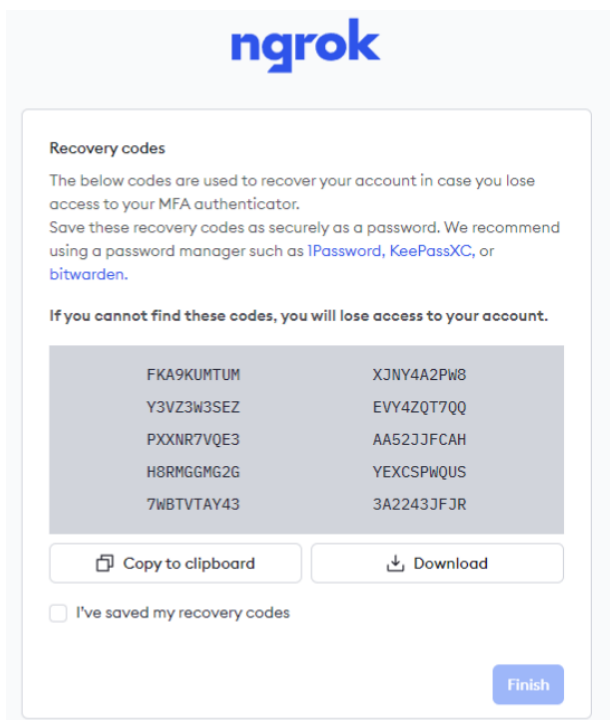 ngrok
Recovery codes
The below codes are used to recover your account in case you lose
access to your MFA authenticator.
Save these recovery codes as securely as a password. We recommend
using a password manager such as 1Password, KeePassXC, or
bitwarden.
If you cannot find these codes, you will lose access to your account.
FKA9KUMTUM XJNY4A2PW8
Y3VZ3W3SEZ EVY4ZQT7QQ
PXXNR7VQE3 AA52JJFCAH
H8RMGGMG2G YEXCSPWQUS
7WBTVTAY43 3A2243JFJR
Copy to clipboard Download
I've saved my recovery codes
Finish